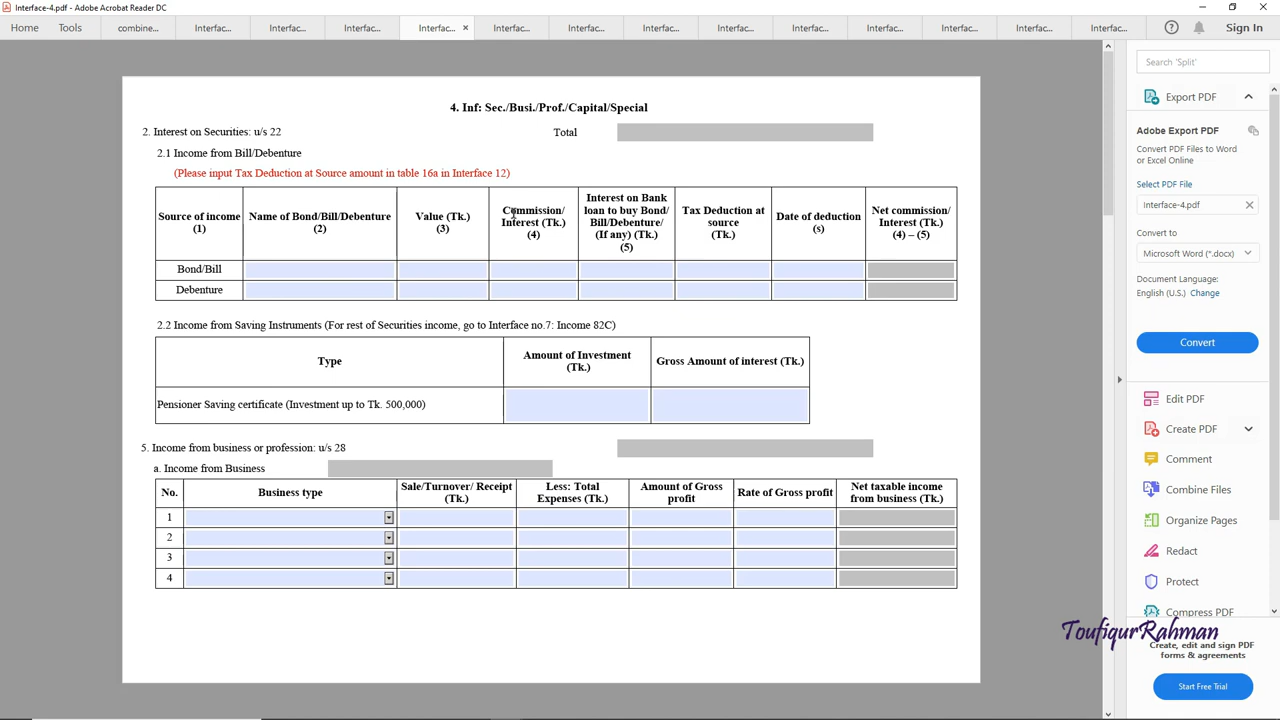 Interface-4.pdf - Adobe Acrobat Reader DC
Home Tools combine... Interfac... Interfac... Interfac... Interfac... × Interfac... Interfac... Interfac... Interfac... Interfac... Interfac... Interfac... Interfac... Interfac... Sign In
4. Inf: Sec./Busi./Prof./Capital/Special
2. Interest on Securities: u/s 22 Total
2.1 Income from Bill/Debenture
(Please input Tax Deduction at Source amount in table 16a in Interface 12)
Source of income
(1)
Name of Bond/Bill/Debenture
(2)
Value (Tk.)
(3)
Commission/
Interest (Tk.)
(4)
Interest on Bank
loan to buy Bond/
Bill/Debenture/
(If any) (Tk.)
(5)
Tax Deduction at
source
(Tk.)
Date of deduction
(s)
Net commission/
Interest (Tk.)
(4) – (5)
Bond/Bill
Debenture
2.2 Income from Saving Instruments (For rest of Securities income, go to Interface no.7: Income 82C)
Type
Amount of Investment
(Tk.)
Gross Amount of interest (Tk.)
Pensioner Saving certificate (Investment up to Tk. 500,000)
5. Income from business or profession: u/s 28
a. Income from Business
No.
Business type
Sale/Turnover/ Receipt
(Tk.)
Less: Total
Expenses (Tk.)
Amount of Gross
profit
Rate of Gross profit
Net taxable income
from business (Tk.)
1
2
3
4
Search 'Split'
Export PDF
Adobe Export PDF
Convert PDF Files to Word
or Excel Online
Select PDF File
Interface-4.pdf
Convert to
Microsoft Word (*.docx)
Document Language:
English (U.S.) Change
Convert
Edit PDF
Create PDF
Comment
Combine Files
Organize Pages
Redact
Protect
Compress PDF
ToufiqurRahman
Create, edit and sign PDF
forms & agreements
Start Free Trial